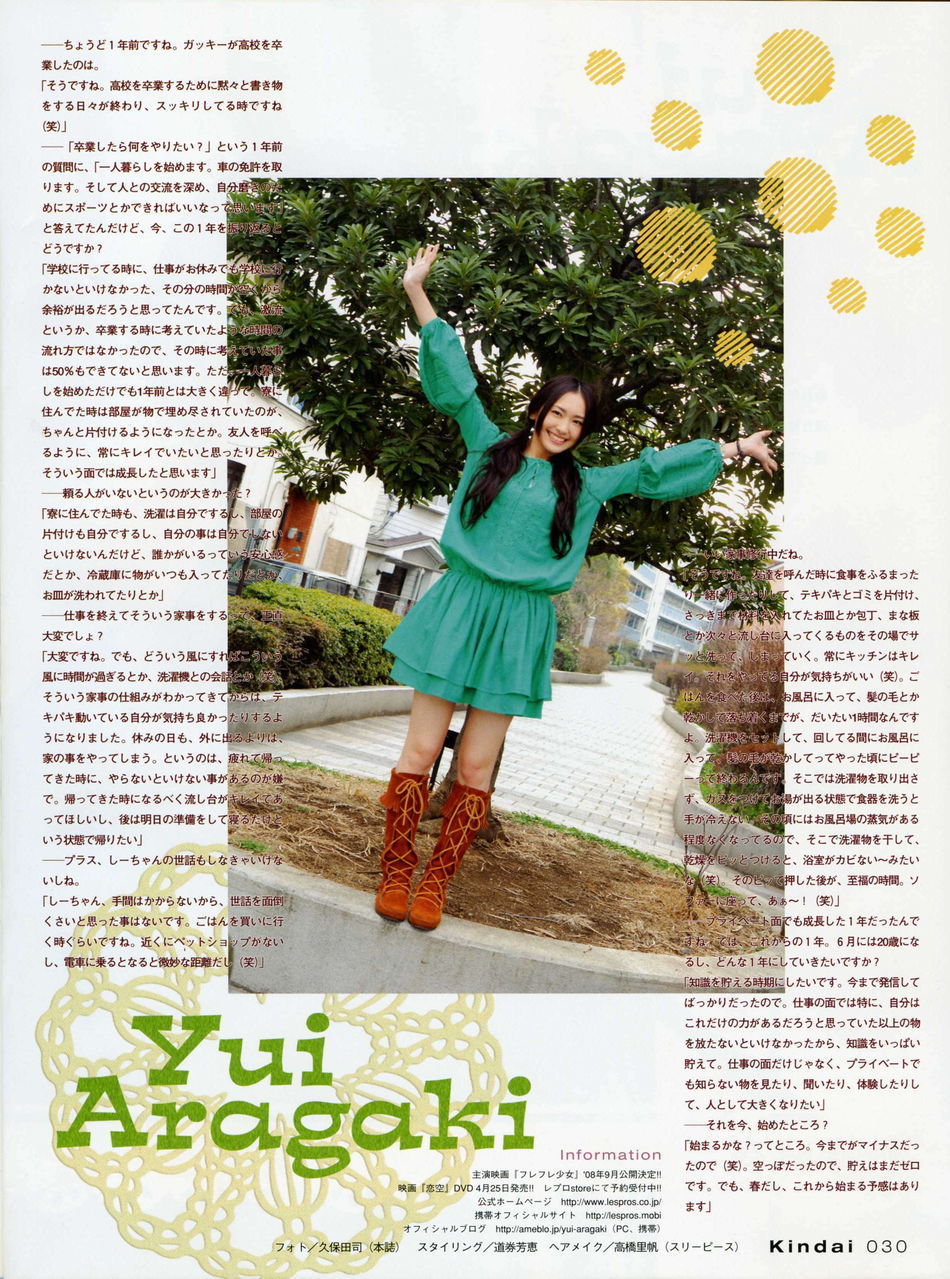 ──ちょうど1年前ですね。ガッキーが高校を卒
業したのは。
「そうですね。高校を卒業するために黙々と書き物
をする日々が終わり、スッキリしてる時ですね
(笑)」
──「卒業したら何をやりたい?」という1年前
の質問に、「一人暮らしを始めます。車の免許を取
ります。そして人との交流を深め、自分磨きのた
めにスポーツとかできればいいなって思います」
と答えてたんだけど、今、この1年を振り返ると
どうですか?
「学校に行ってる時に、仕事がお休みでも学校に行
かないといけなかった、その分の時間が空くから
余裕が出るだろうと思ってたんです。でも、激流
というか、卒業する時に考えていたような時間の
流れ方ではなかったので、その時に考えていた事
は50%もできてないと思います。ただ、一人暮ら
しを始めただけでも1年前とは大きく違って。寮に
住んでた時は部屋が物で埋め尽されていたのが、
ちゃんと片付けるようになったとか。友人を呼べ
るように、常にキレイでいたいと思ったりとか。
そういう面では成長したと思います」
──頼る人がいないというのが大きかった?
「寮に住んでた時も、洗濯は自分でするし、部屋の
片付けも自分でするし、自分の事は自分でしない
といけないんだけど、誰かがいるっていう安心感
だとか、冷蔵庫に物がいつも入ってたりだとか、
お皿が洗われてたりとか」
──仕事を終えてそういう家事をするって、正直
大変でしょ?
「大変ですね。でも、どういう風にすればこういう
風に時間が過ぎるとか、洗濯機との会話とか(笑)、
そういう家事の仕組みがわかってきてからは、テ
キパキ動いている自分が気持ち良かったりするよ
うになりました。休みの日も、外に出るよりは、
家の事をやってしまう。というのは、疲れて帰っ
てきた時に、やらないといけない事があるのが嫌
で。帰ってきた時になるべく流し台がキレイであ
ってほしいし、後は明日の準備をして寝るだけと
いう状態で帰りたい」
──プラス、しーちゃんの世話もしなきゃいけな
いしね。
「しーちゃん、手間はかからないから、世話を面倒
くさいと思った事はないです。ごはんを買いに行
く時ぐらいですね。近くにペットショップがない
し、電車に乗るとなると微妙な距離だし(笑)」
──いい家事修行中だね。
「そうですね。友達を呼んだ時に食事をふるまった
り、一緒に作ったりして、テキパキとゴミを片付け、
さっきまで材料を入れてたお皿とか包丁、まな板
とか次々と流し台に入ってくるものをその場でサ
ッと洗って、しまっていく。常にキッチンはキレ
イ。それをやってる自分が気持ちがいい(笑)。ご
はんを食べた後は、お風呂に入って、髪の毛とか
乾かして落ち着くまでが、だいたい1時間なんです
よ。洗濯機をセットして、回してる間にお風呂に
入って。髪の毛が乾かしてってやった頃にピーピ
ーって終わるんです。そこでは洗濯物を取り出さ
ず、ガスをつけてお湯が出る状態で食器を洗うと
手が冷えない。その頃にはお風呂場の蒸気がある
程度なくなってるので、そこで洗濯物を干して、
乾燥をピッとつけると、浴室がカビない〜みたい
な(笑)。そのピッて押した後が、至福の時間。ソ
ファーに座って、あぁ〜!(笑)」
──プライベート面でも成長した1年だったんで
すね。では、これからの1年。6月には20歳にな
るし、どんな1年にしていきたいですか?
「知識を貯える時期にしたいです。今まで発信して
ばっかりだったので。仕事の面では特に、自分は
これだけの力があるだろうと思っていた以上の物
を放たないといけなかったから、知識をいっぱい
貯えて。仕事の面だけじゃなく、プライベートで
も知らない物を見たり、聞いたり、体験したりし
て、人として大きくなりたい」
──それを今、始めたところ?
「始まるかな?ってところ。今までがマイナスだっ
たので(笑)。空っぽだったので、貯えはまだゼロ
です。でも、春だし、これから始まる予感はあり
ます」
Yui
Aragaki
Information
主演映画『フレフレ少女』'08年9月公開決定!!
映画『恋空』DVD 4月25日発売!! レプロstoreにて予約受付中!!
公式ホームページ http://www.lespros.co.jp/
携帯オフィシャルサイト http://lespros.mobi
オフィシャルブログ http://ameblo.jp/yui-aragaki(PC、携帯)
フォト/久保田司(本誌) スタイリング/道券芳恵 ヘアメイク/高橋里帆(スリーピース)
Kindai 030